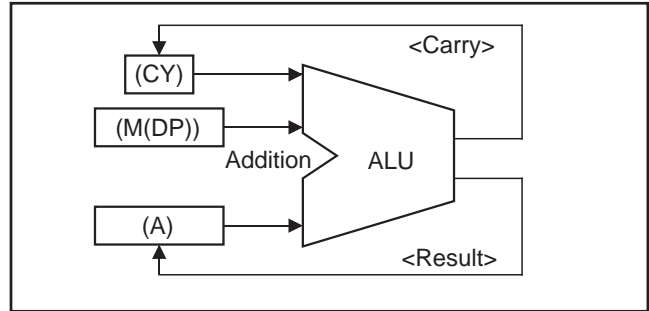 <Carry>
(CY)
(M(DP))
Addition
ALU
(A)
<Result>